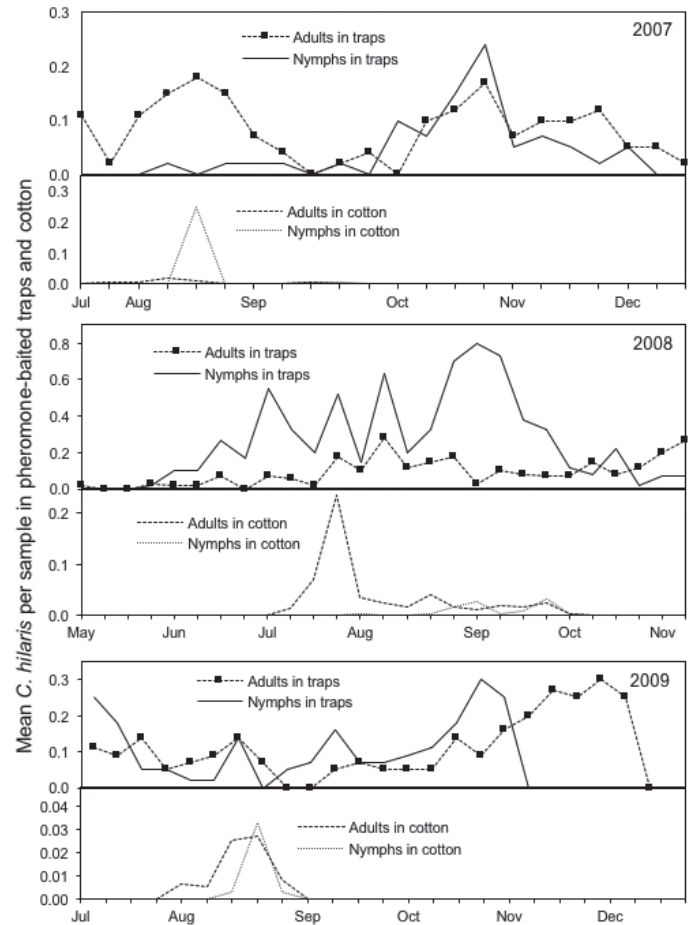 Mean C. hilaris per sample in pheromone-baited traps and cotton
2007
Adults in traps
Nymphs in traps
0.3
0.2
0.1
0.0
Adults in cotton
Nymphs in cotton
0.3
0.2
0.1
0.0
Jul Aug Sep Oct Nov Dec
2008
Adults in traps
Nymphs in traps
0.8
0.6
0.4
0.2
0.0
Adults in cotton
Nymphs in cotton
0.2
0.1
0.0
May Jun Jul Aug Sep Oct Nov
2009
Adults in traps
Nymphs in traps
0.3
0.2
0.1
0.0
Adults in cotton
Nymphs in cotton
0.04
0.03
0.02
0.01
0.00
Jul Aug Sep Oct Nov Dec